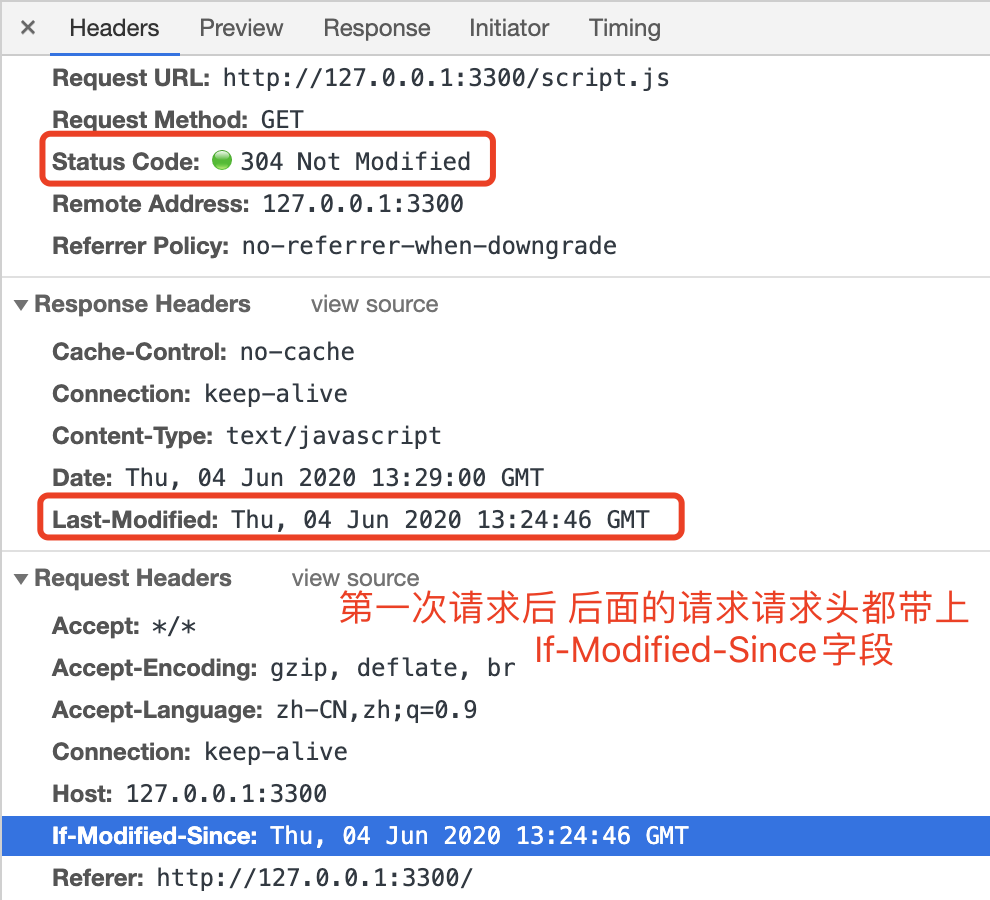 × Headers Preview Response Initiator Timing
Request URL: http://127.0.0.1:3300/script.js
Request Method: GET
Status Code: 304 Not Modified
Remote Address: 127.0.0.1:3300
Referrer Policy: no-referrer-when-downgrade
▼ Response Headers view source
Cache-Control: no-cache
Connection: keep-alive
Content-Type: text/javascript
Date: Thu, 04 Jun 2020 13:29:00 GMT
Last-Modified: Thu, 04 Jun 2020 13:24:46 GMT
▼ Request Headers view source
第一次请求后 后面的请求请求头都带上
If-Modified-Since字段
Accept: */*
Accept-Encoding: gzip, deflate, br
Accept-Language: zh-CN,zh;q=0.9
Connection: keep-alive
Host: 127.0.0.1:3300
If-Modified-Since: Thu, 04 Jun 2020 13:24:46 GMT
Referer: http://127.0.0.1:3300/